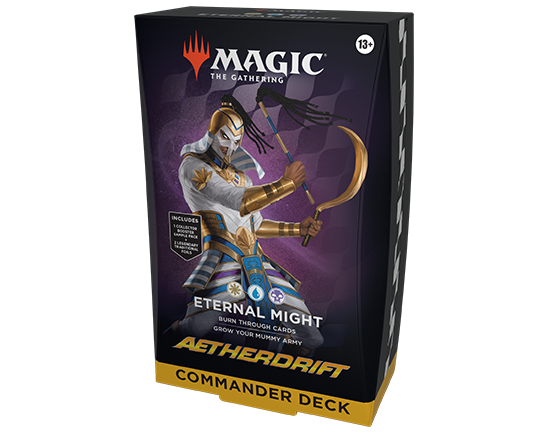 MAGIC
THE GATHERING
13+
INCLUDES
1 COLLECTOR
BOOSTER
SAMPLE PACK
+
2 LEGENDARY
TRADITIONAL
FOILS
ETERNAL MIGHT
BURN THROUGH CARDS
GROW YOUR MUMMY ARMY
AETHERDRIFT
COMMANDER DECK